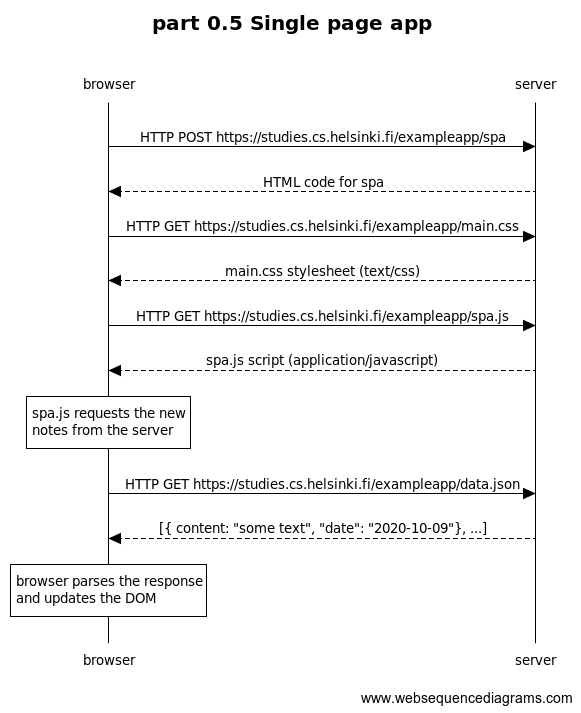 part 0.5 Single page app
browser
server
HTTP POST https://studies.cs.helsinki.fi/exampleapp/spa
HTML code for spa
HTTP GET https://studies.cs.helsinki.fi/exampleapp/main.css
main.css stylesheet (text/css)
HTTP GET https://studies.cs.helsinki.fi/exampleapp/spa.js
spa.js script (application/javascript)
spa.js requests the new
notes from the server
HTTP GET https://studies.cs.helsinki.fi/exampleapp/data.json
[{ content: "some text", "date": "2020-10-09"}, ...]
browser parses the response
and updates the DOM
browser
server
www.websequencediagrams.com